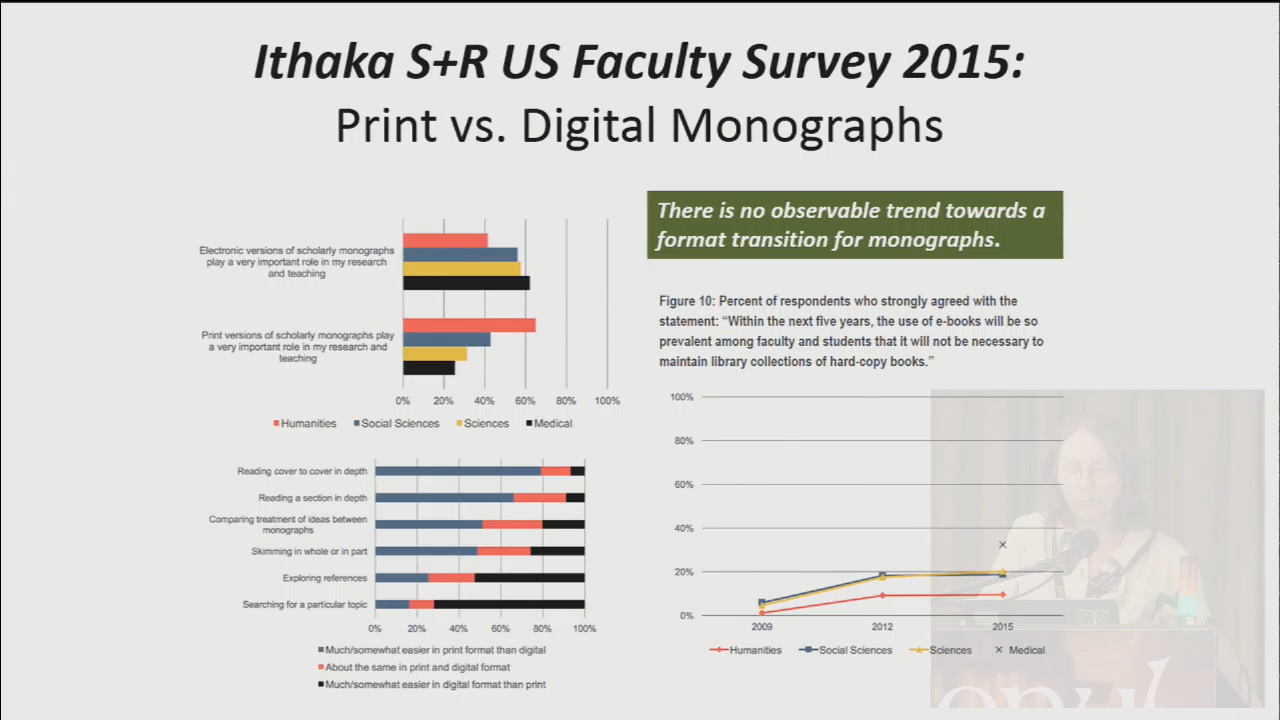 Ithaka S+R US Faculty Survey 2015:
Print vs. Digital Monographs
Electronic versions of scholarly monographs
play a very important role in my research
and teaching
Print versions of scholarly monographs play
a very important role in my research and
teaching
0% 20% 40% 60% 80% 100%
Humanities Social Sciences Sciences Medical
Reading cover to cover in depth
Reading a section in depth
Comparing treatment of ideas between
monographs
Skimming in whole or in part
Exploring references
Searching for a particular topic
0% 20% 40% 60% 80% 100%
Much/somewhat easier in print format than digital
About the same in print and digital format
Much/somewhat easier in digital format than print
There is no observable trend towards a
format transition for monographs.
Figure 10: Percent of respondents who strongly agreed with the
statement: “Within the next five years, the use of e-books will be so
prevalent among faculty and students that it will not be necessary to
maintain library collections of hard-copy books.”
100%
80%
60%
40%
20%
0%
2009 2012 2015
Humanities Social Sciences Sciences Medical